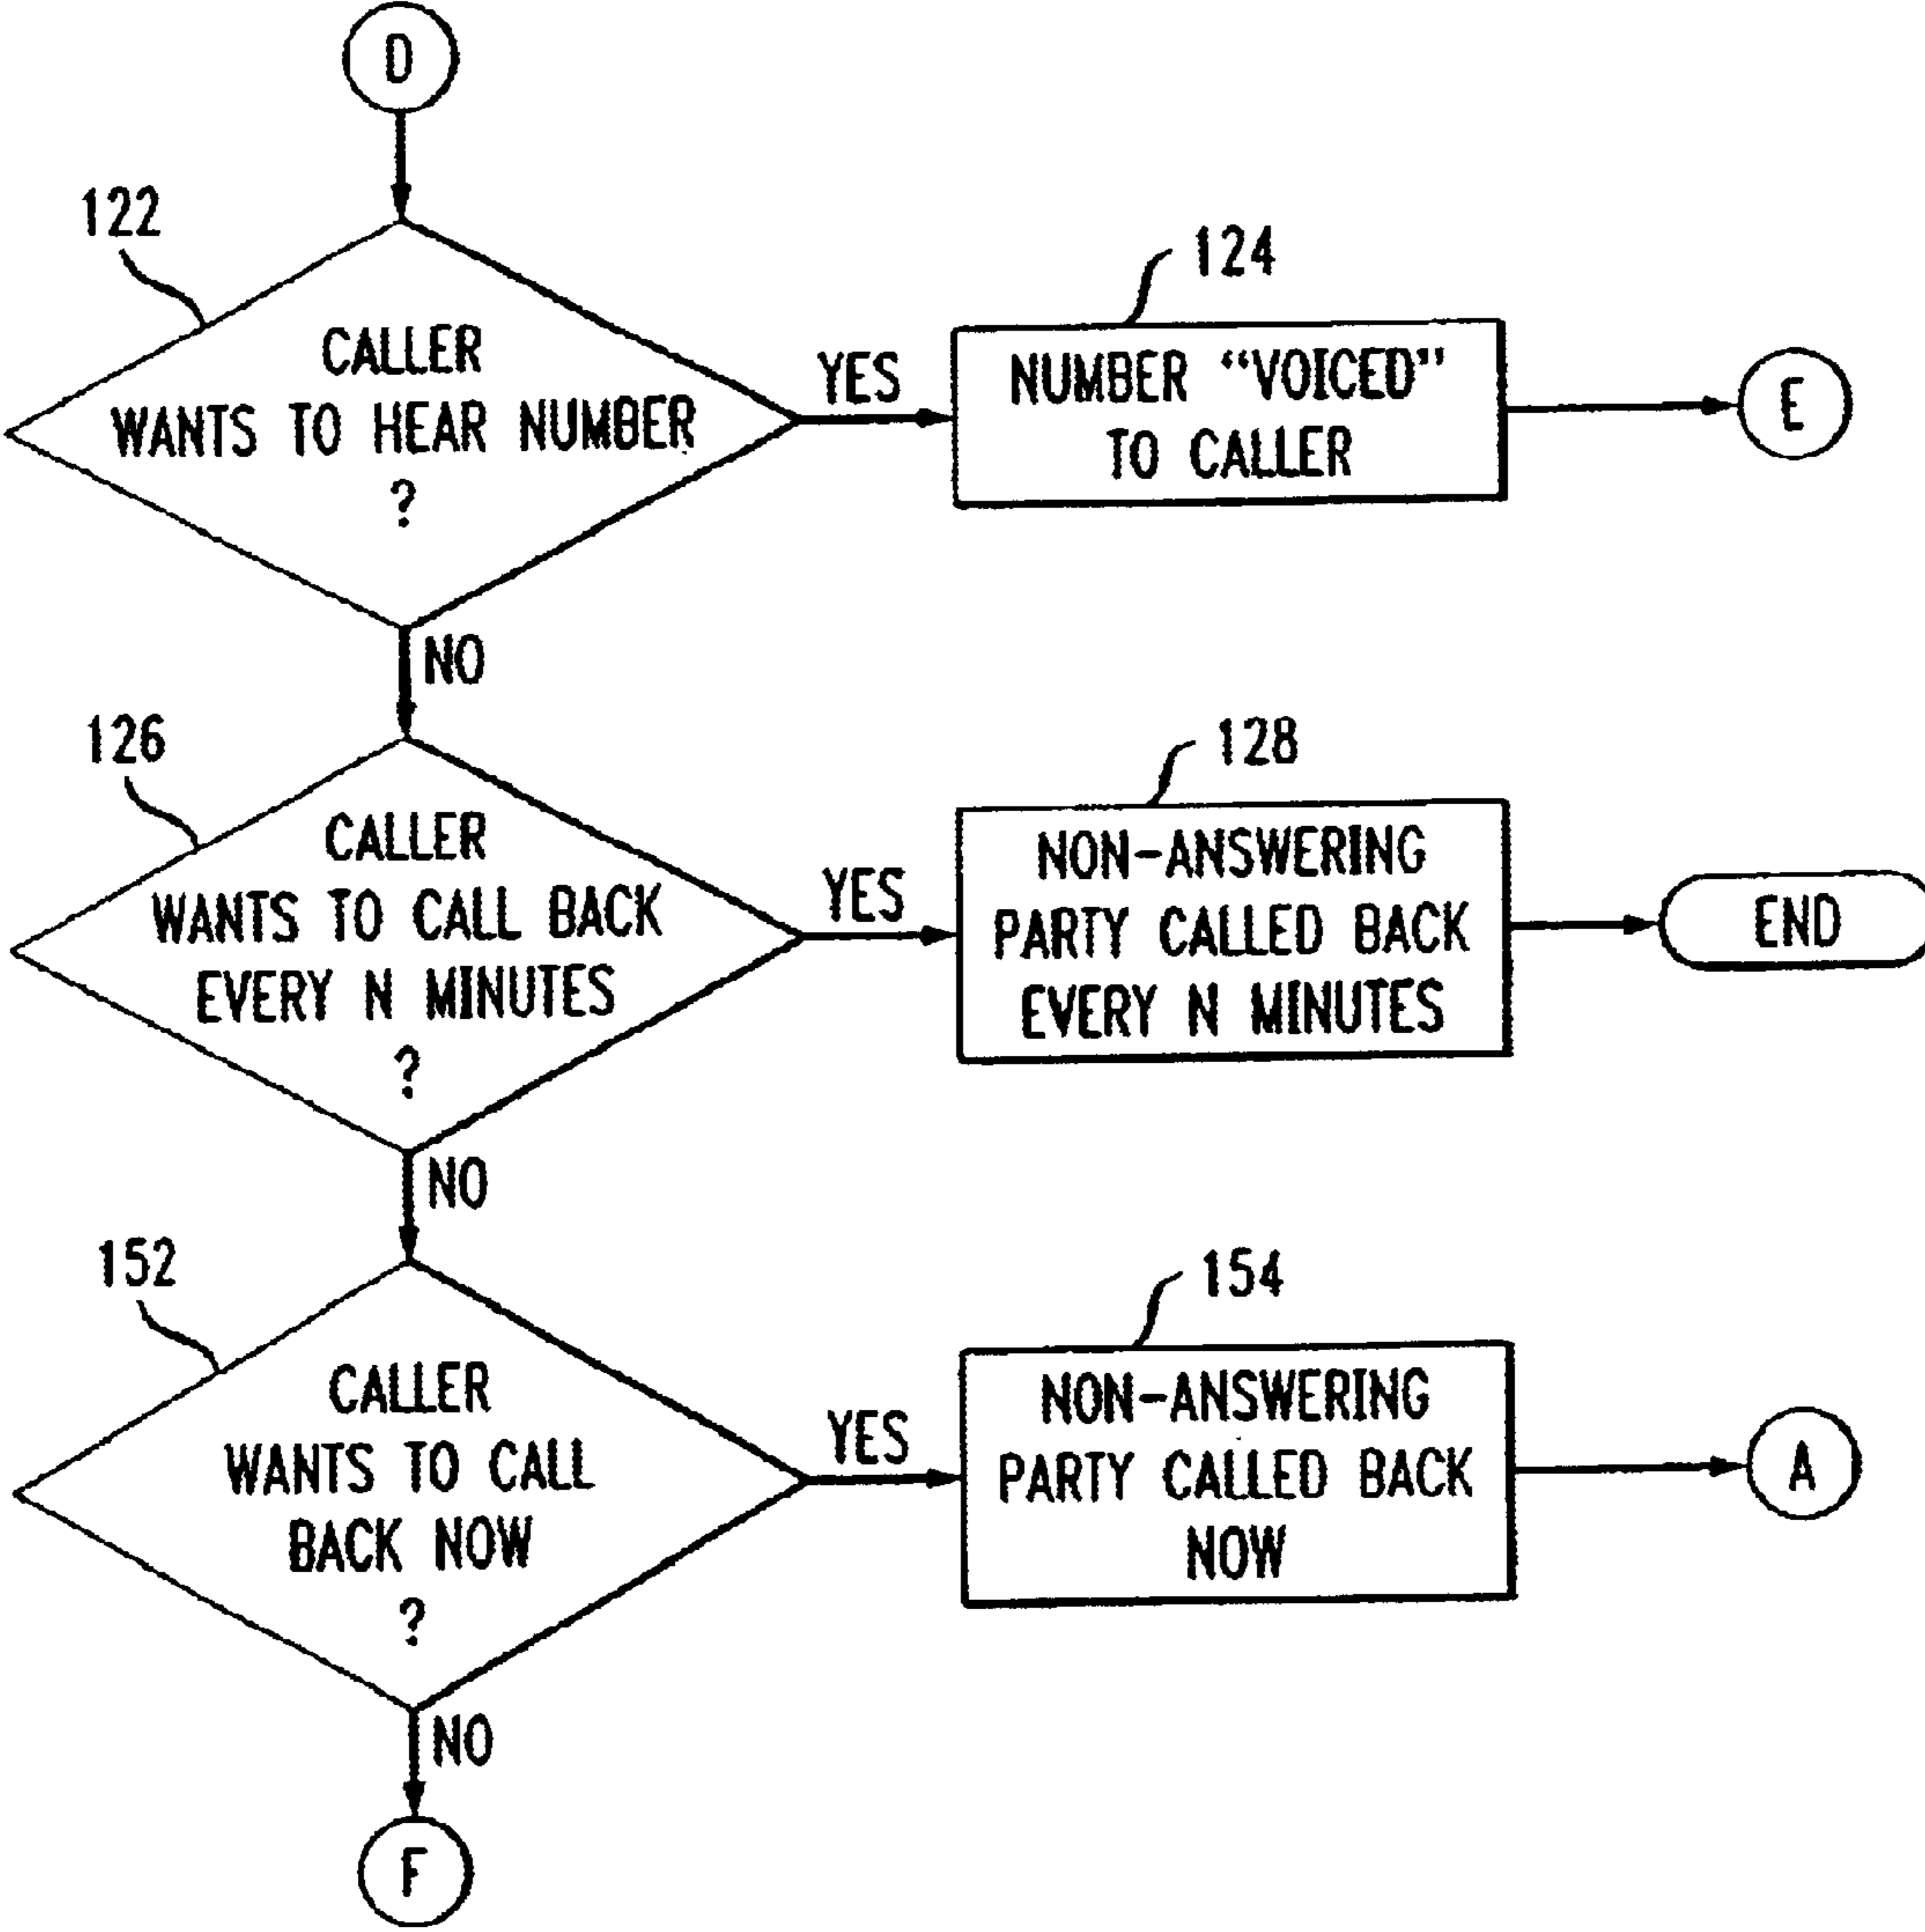 D
122
CALLER
WANTS TO HEAR NUMBER
?
YES
124
NUMBER “VOICED”
TO CALLER
E
NO
126
CALLER
WANTS TO CALL BACK
EVERY N MINUTES
?
YES
128
NON-ANSWERING
PARTY CALLED BACK
EVERY N MINUTES
END
NO
152
CALLER
WANTS TO CALL
BACK NOW
?
YES
154
NON-ANSWERING
PARTY CALLED BACK
NOW
A
NO
F